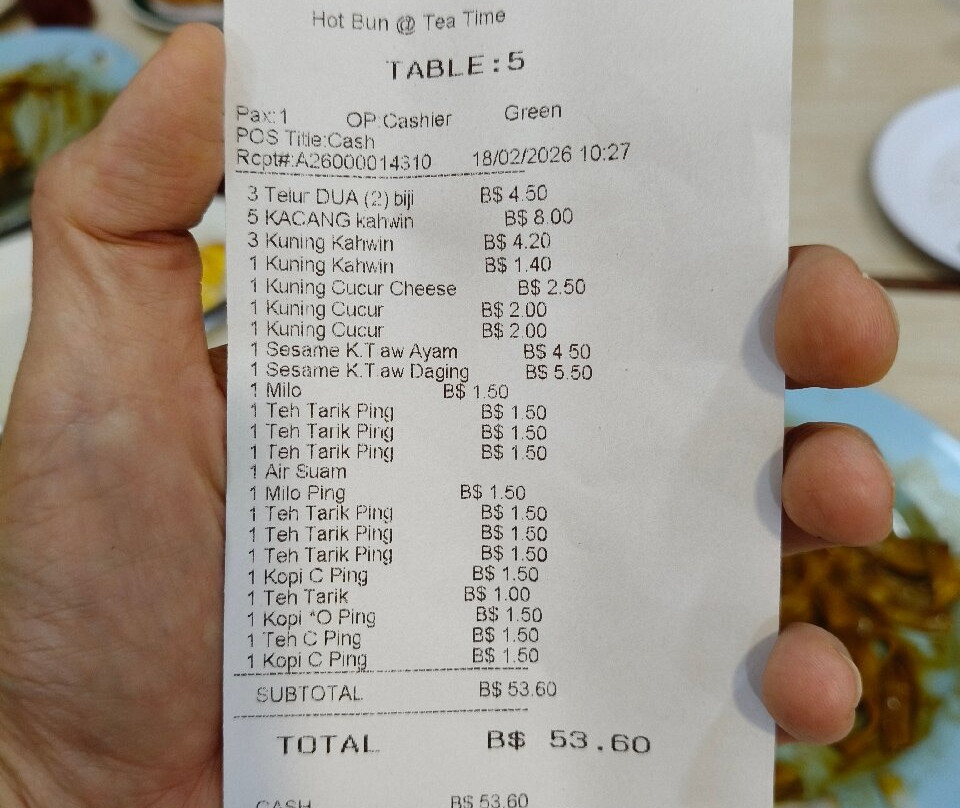 Hot Bun @ Tea Time
TABLE:5
Pax:1 OP:Cashier Green
POS Title:Cash
Rcpt#:A26000014310 18/02/2026 10:27
3 Telur DUA (2) biji B$ 4.50
5 KACANG kahwin B$ 8.00
3 Kuning Kahwin B$ 4.20
1 Kuning Kahwin B$ 1.40
1 Kuning Cucur Cheese B$ 2.50
1 Kuning Cucur B$ 2.00
1 Kuning Cucur B$ 2.00
1 Sesame K.T aw Ayam B$ 4.50
1 Sesame K.T aw Daging B$ 5.50
1 Milo B$ 1.50
1 Teh Tarik Ping B$ 1.50
1 Teh Tarik Ping B$ 1.50
1 Teh Tarik Ping B$ 1.50
1 Air Suam
1 Milo Ping B$ 1.50
1 Teh Tarik Ping B$ 1.50
1 Teh Tarik Ping B$ 1.50
1 Teh Tarik Ping B$ 1.50
1 Kopi C Ping B$ 1.50
1 Teh Tarik B$ 1.00
1 Kopi *O Ping B$ 1.50
1 Teh C Ping B$ 1.50
1 Kopi C Ping B$ 1.50
SUBTOTAL B$ 53.60
TOTAL B$ 53.60
CASH B$ 53.60